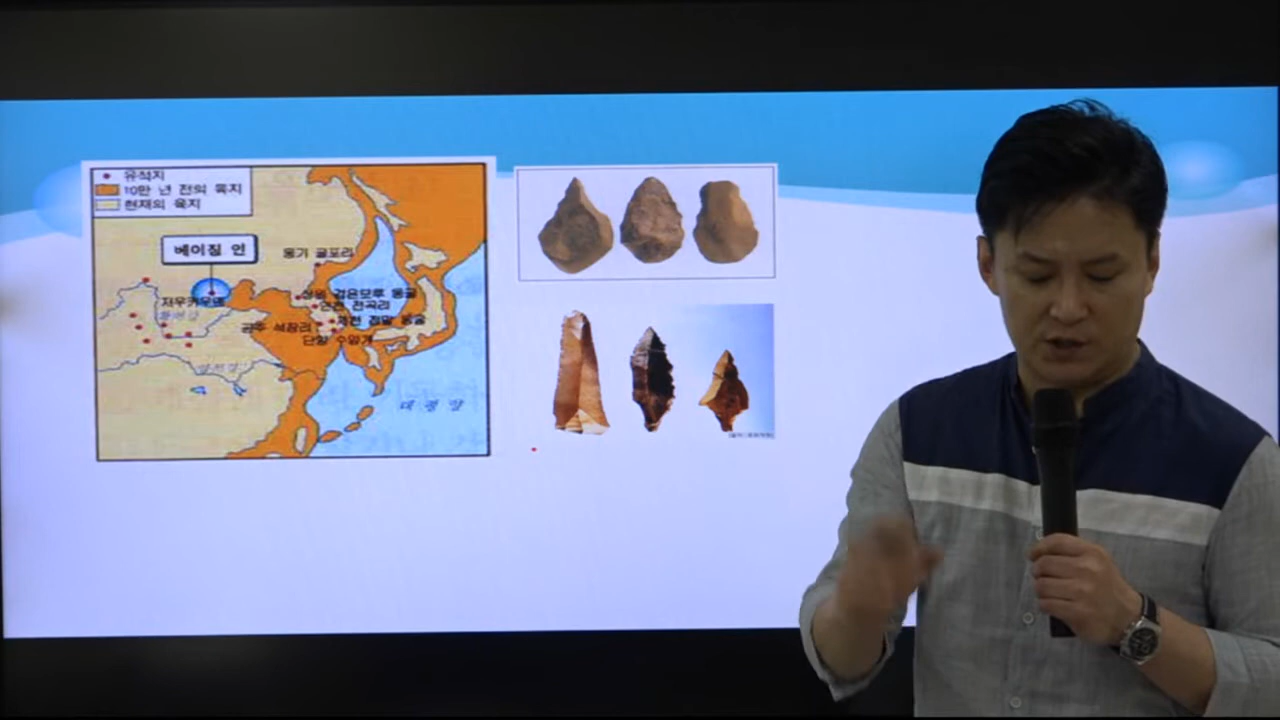 유적지
10만 년 전의 육지
현재의 육지
베이징 인
웅기 굴포리
상원 검은모루 동굴
연천 전곡리
저우커우뎬
제천 점말 동굴
공주 석장리
단양 수양개
태평양